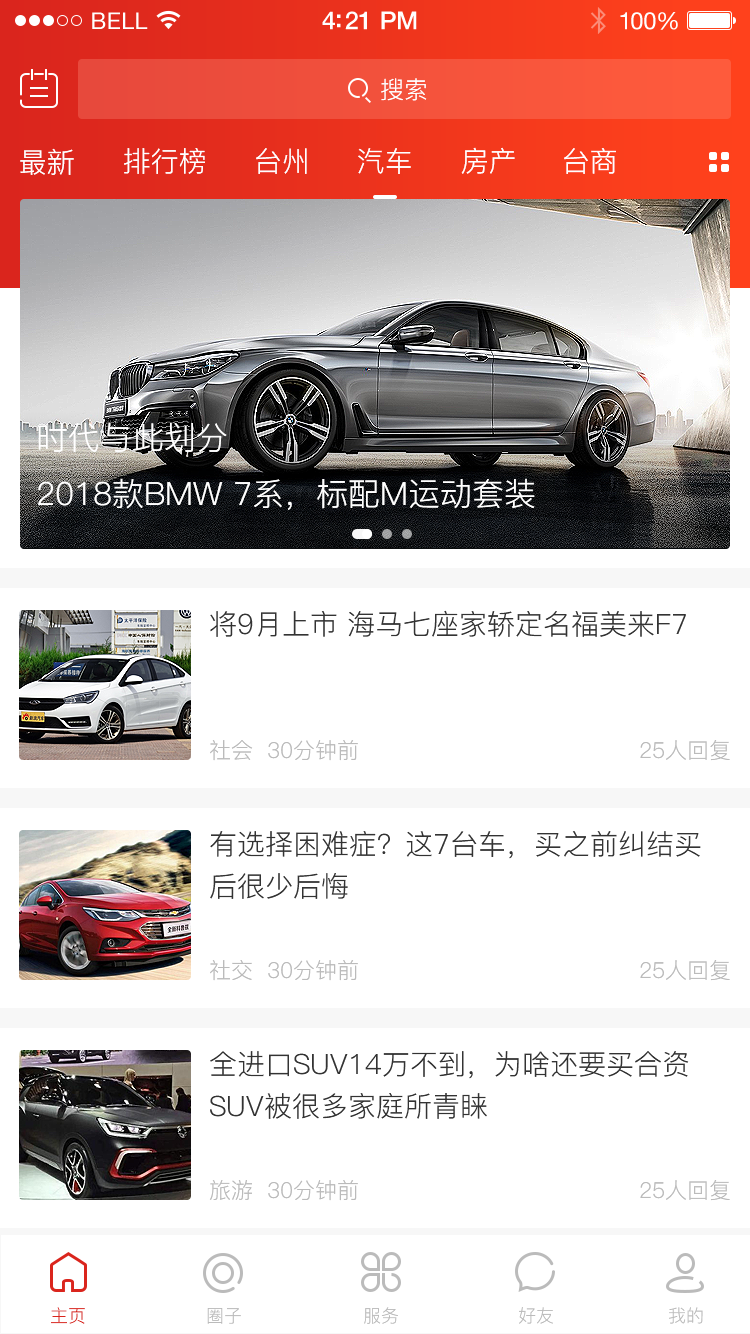 BELL 4:21 PM 100%
搜索
最新 排行榜 台州 汽车 房产 台商
时代与此划分
2018款BMW 7系，标配M运动套装
将9月上市 海马七座家轿定名福美来F7
社会 30分钟前 25人回复
有选择困难症？这7台车，买之前纠结买
后很少后悔
社交 30分钟前 25人回复
全进口SUV14万不到，为啥还要买合资
SUV被很多家庭所青睐
旅游 30分钟前 25人回复
主页 圈子 服务 好友 我的